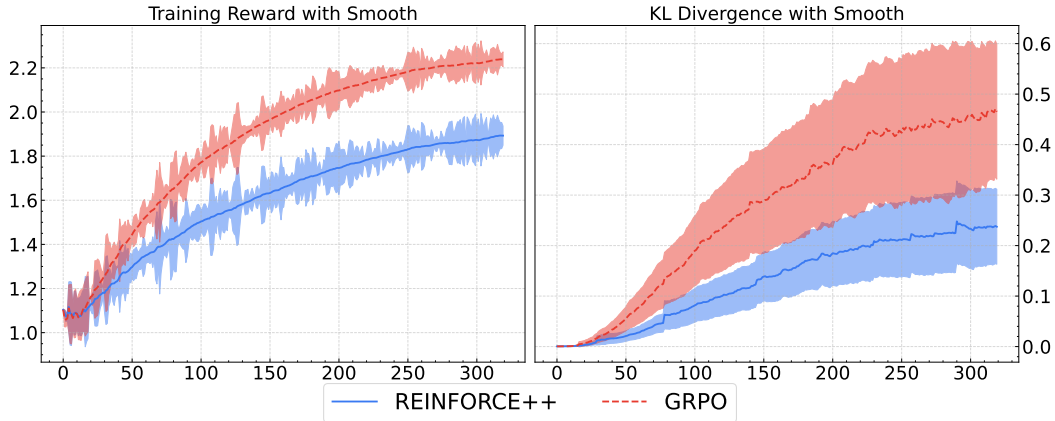 Training Reward with Smooth
KL Divergence with Smooth
2.2
2.0
1.8
1.6
1.4
1.2
1.0
0.6
0.5
0.4
0.3
0.2
0.1
0.0
0 50 100 150 200 250 300
0 50 100 150 200 250 300
REINFORCE++ GRPO